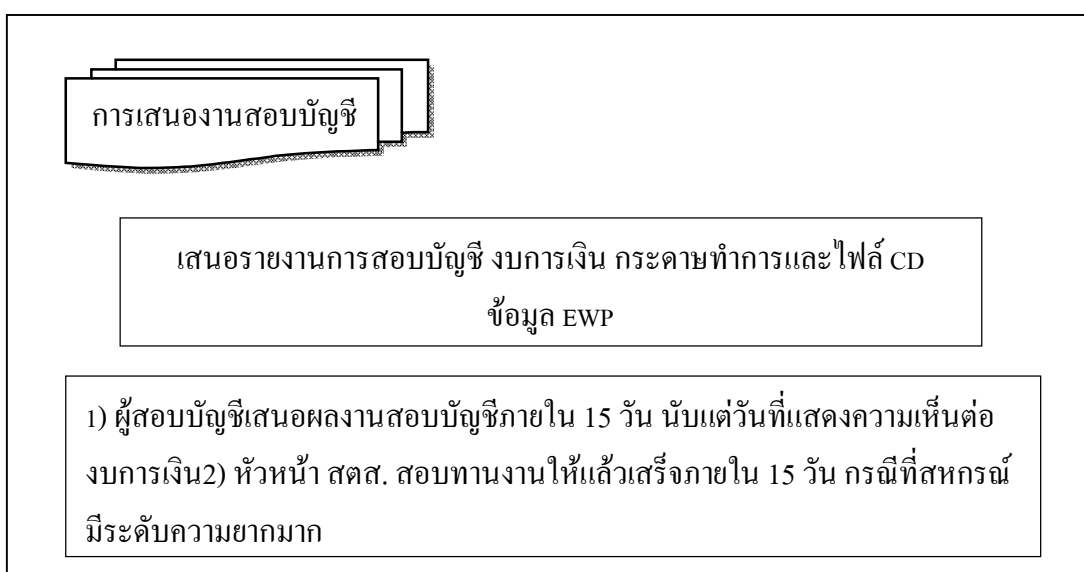 การเสนองานสอบบัญชี
เสนอรายงานการสอบบัญชี งบการเงิน กระดาษทำการและไฟล์ CD
ข้อมูล EWP
1) ผู้สอบบัญชีเสนอผลงานสอบบัญชีภายใน 15 วัน นับแต่วันที่แสดงความเห็นต่อ
งบการเงิน2) หัวหน้า สตส. สอบทานงานให้แล้วเสร็จภายใน 15 วัน กรณีที่สหกรณ์
มีระดับความยากมาก